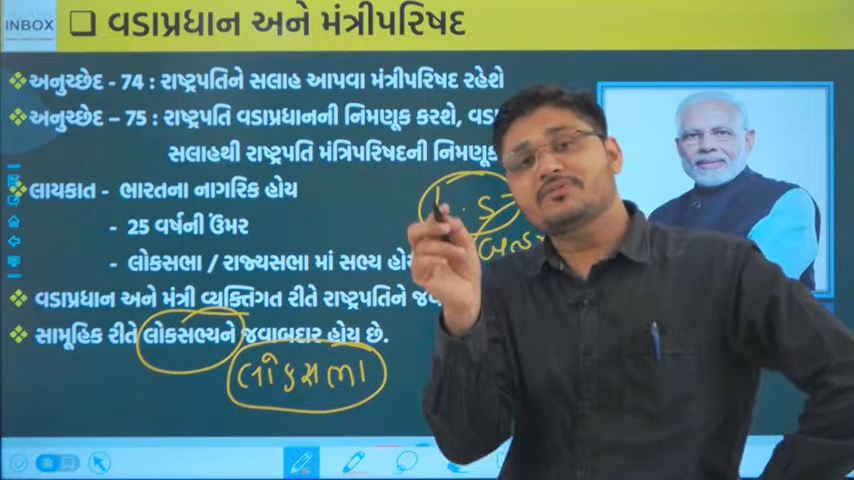 INBOX
❑ વડાપ્રધાન અને મંત્રીપરિષદ
❖ અનુચ્છેદ - 74 : રાષ્ટ્રપતિને સલાહ આપવા મંત્રીપરિષદ રહેશે
❖ અનુચ્છેદ – 75 : રાષ્ટ્રપતિ વડાપ્રધાનની નિમણૂક કરશે,
સલાહથી રાષ્ટ્રપતિ મંત્રિપરિષદની નિમણૂક
❖ લાયકાત - ભારતના નાગરિક હોય
- 25 વર્ષની ઉંમર
- લોકસભા / રાજ્યસભા માં સભ્ય
❖ વડાપ્રધાન અને મંત્રી વ્યક્તિગત રીતે રાષ્ટ્રપતિને
❖ સામૂહિક રીતે લોકસભ્યને જવાબદાર હોય છે.
લોકસભા